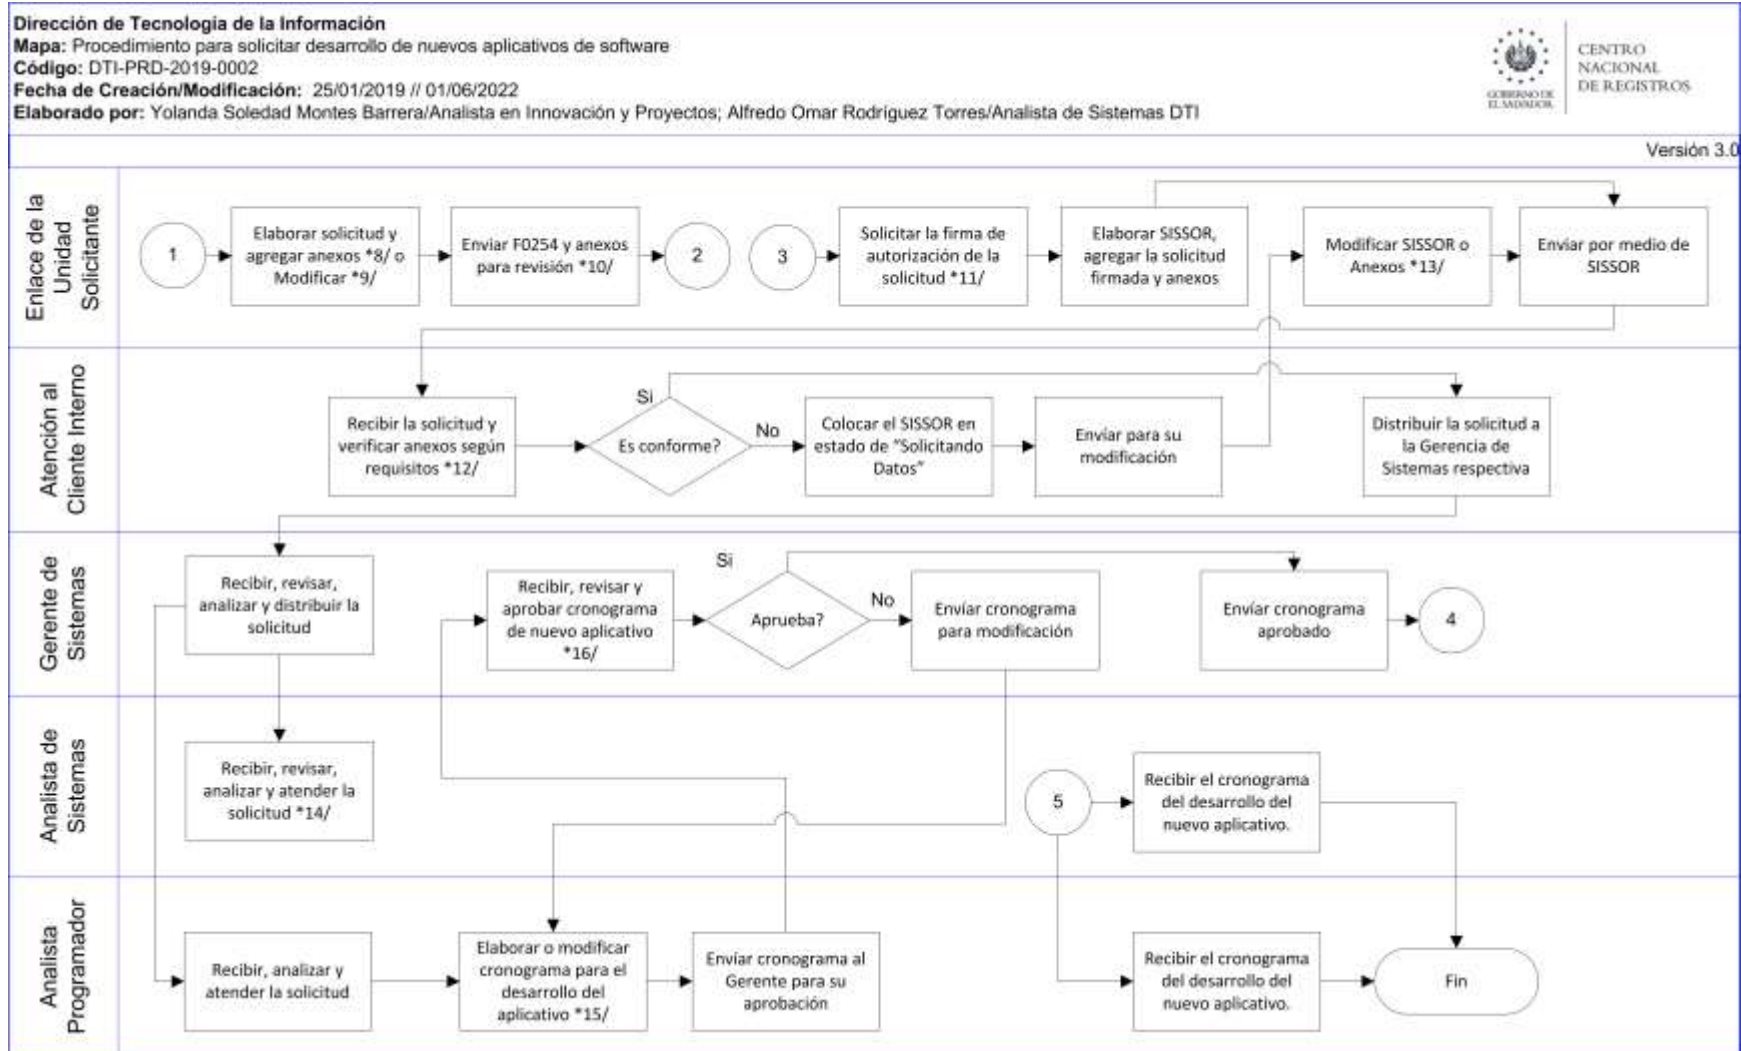 Dirección de Tecnología de la Información
Mapa: Procedimiento para solicitar desarrollo de nuevos aplicativos de software
Código: DTI-PRD-2019-0002
Fecha de Creación/Modificación: 25/01/2019 // 01/06/2022
Elaborado por: Yolanda Soledad Montes Barrera/Analista en Innovación y Proyectos; Alfredo Omar Rodríguez Torres/Analista de Sistemas DTI
GOBIERNO DE
EL SALVADOR
CENTRO
NACIONAL
DE REGISTROS
Versión 3.0
Enlace de la
Unidad
Solicitante
1
Elaborar solicitud y
agregar anexos *8/ o
Modificar *9/
Enviar F0254 y anexos
para revisión *10/
2
3
Solicitar la firma de
autorización de la
solicitud *11/
Elaborar SISSOR,
agregar la solicitud
firmada y anexos
Modificar SISSOR o
Anexos *13/
Enviar por medio de
SISSOR
Atención al
Cliente Interno
Recibir la solicitud y
verificar anexos según
requisitos *12/
Si
Es conforme?
No
Colocar el SISSOR en
estado de “Solicitando
Datos”
Enviar para su
modificación
Distribuir la solicitud a
la Gerencia de
Sistemas respectiva
Gerente de
Sistemas
Recibir, revisar,
analizar y distribuir la
solicitud
Recibir, revisar y
aprobar cronograma
de nuevo aplicativo
*16/
Si
Aprueba?
No
Enviar cronograma
para modificación
Enviar cronograma
aprobado
4
Analista de
Sistemas
Recibir, revisar,
analizar y atender la
solicitud *14/
5
Recibir el cronograma
del desarrollo del
nuevo aplicativo.
Analista
Programador
Recibir, analizar y
atender la solicitud
Elaborar o modificar
cronograma para el
desarrollo del
aplicativo *15/
Enviar cronograma al
Gerente para su
aprobación
Recibir el cronograma
del desarrollo del
nuevo aplicativo.
Fin